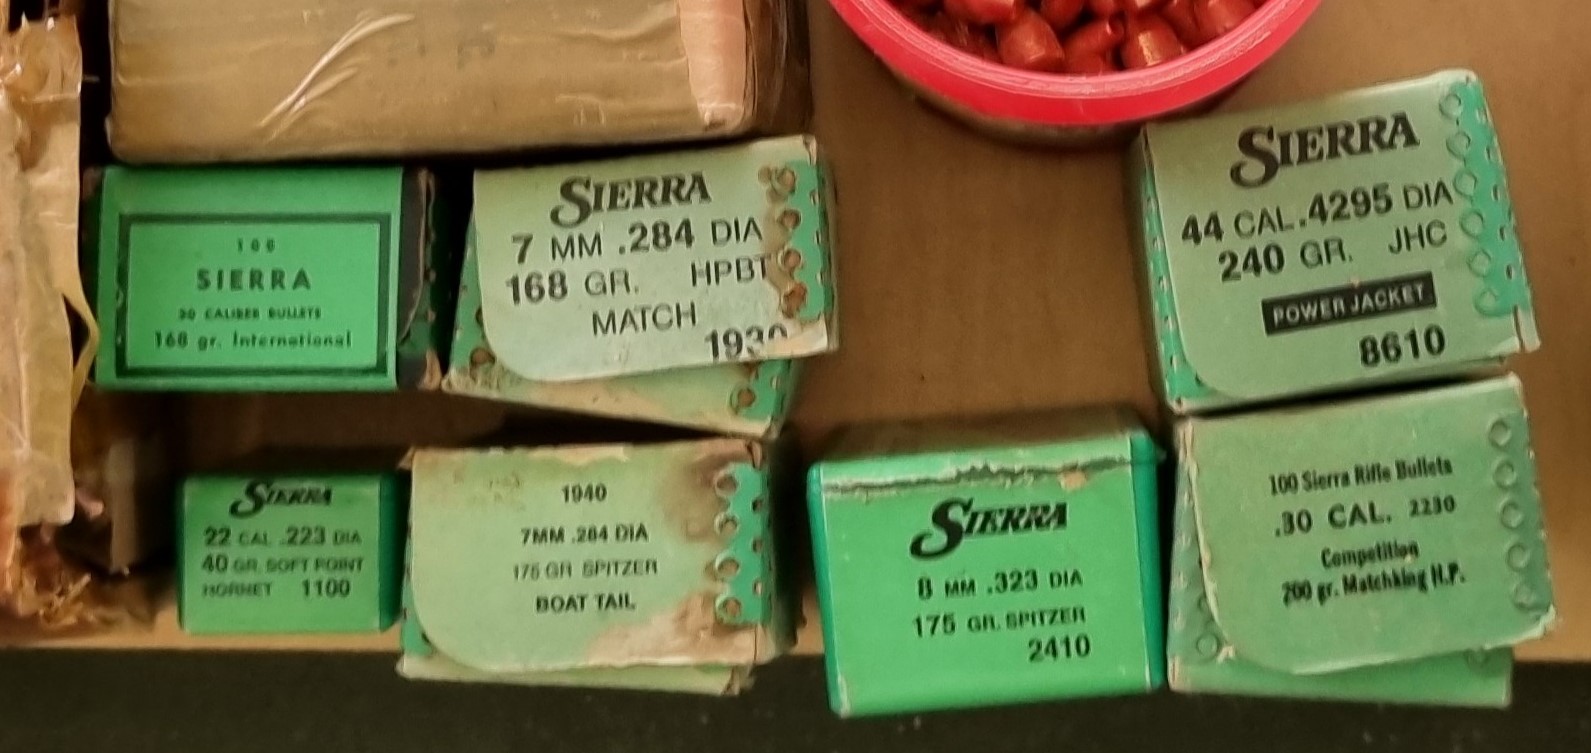 100
SIERRA
30 CALIBER BULLETS
168 gr. International
SIERRA
7 MM .284 DIA
168 GR. HPBT
MATCH
1930
SIERRA
44 CAL .4295 DIA
240 GR. JHC
POWER JACKET
8610
SIERRA
22 CAL .223 DIA
40 GR. SOFT POINT
HORNET 1100
1940
7MM .284 DIA
175 GR SPITZER
BOAT TAIL
SIERRA
8 MM .323 DIA
175 GR. SPITZER
2410
100 Sierra Rifle Bullets
.30 CAL. 2230
Competition
200 gr. Matchking H.P.